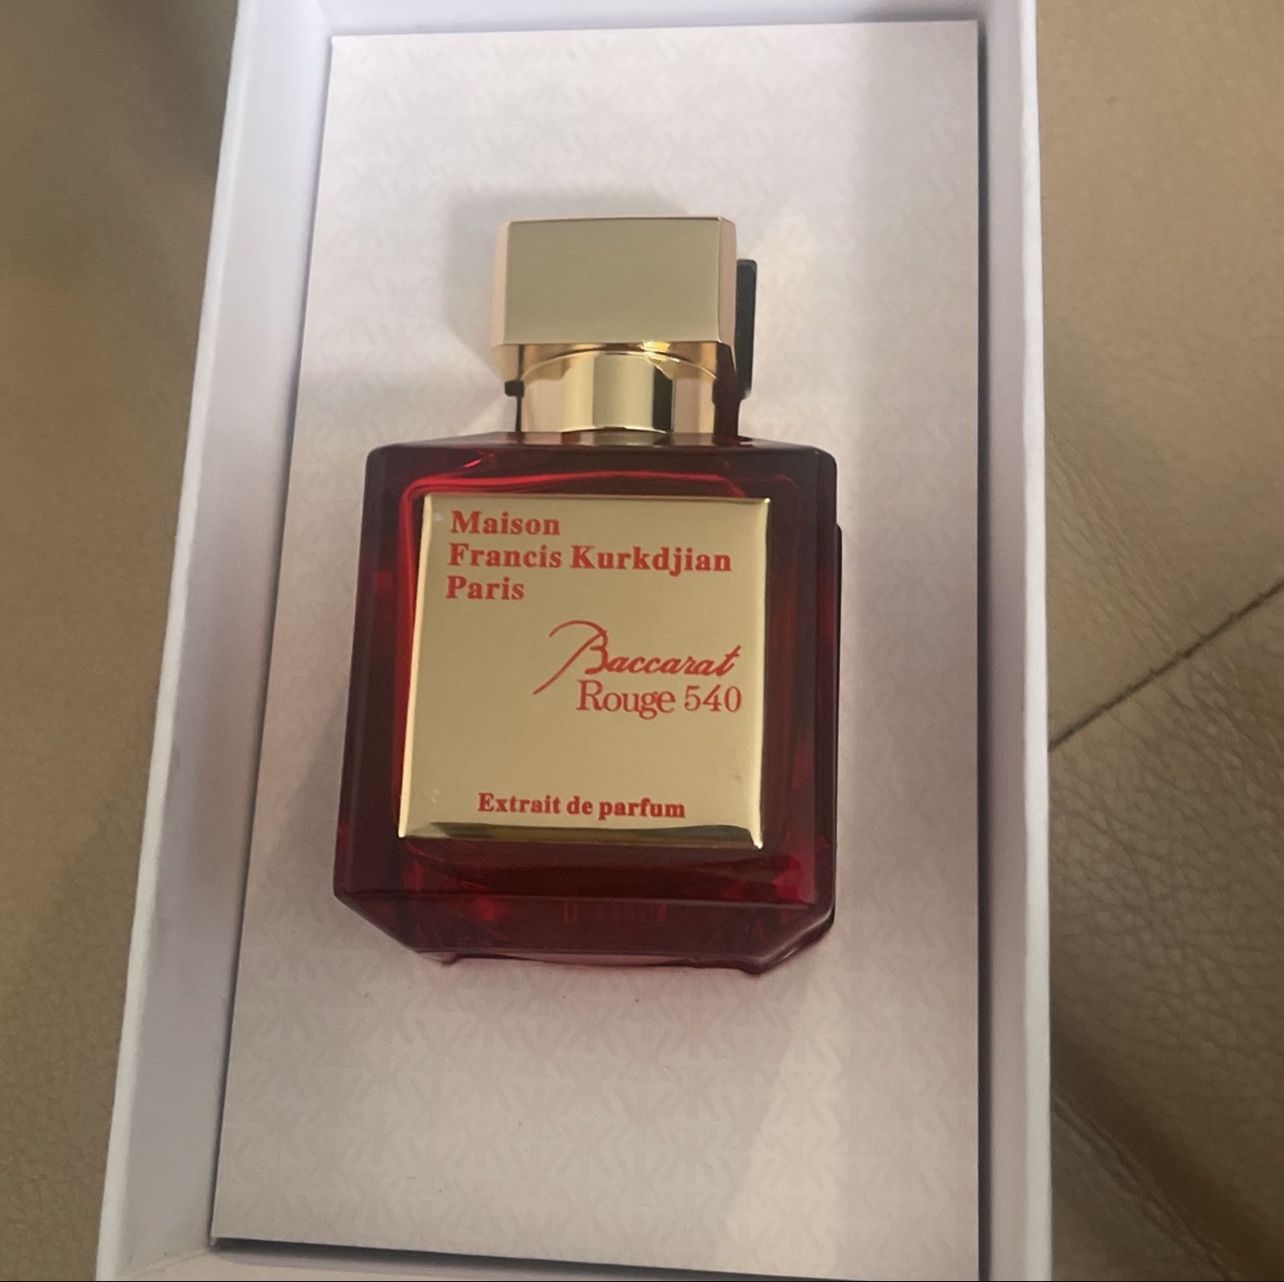 Maison
Francis Kurkdjian
Paris
Baccarat
Rouge 540
Extrait de parfum